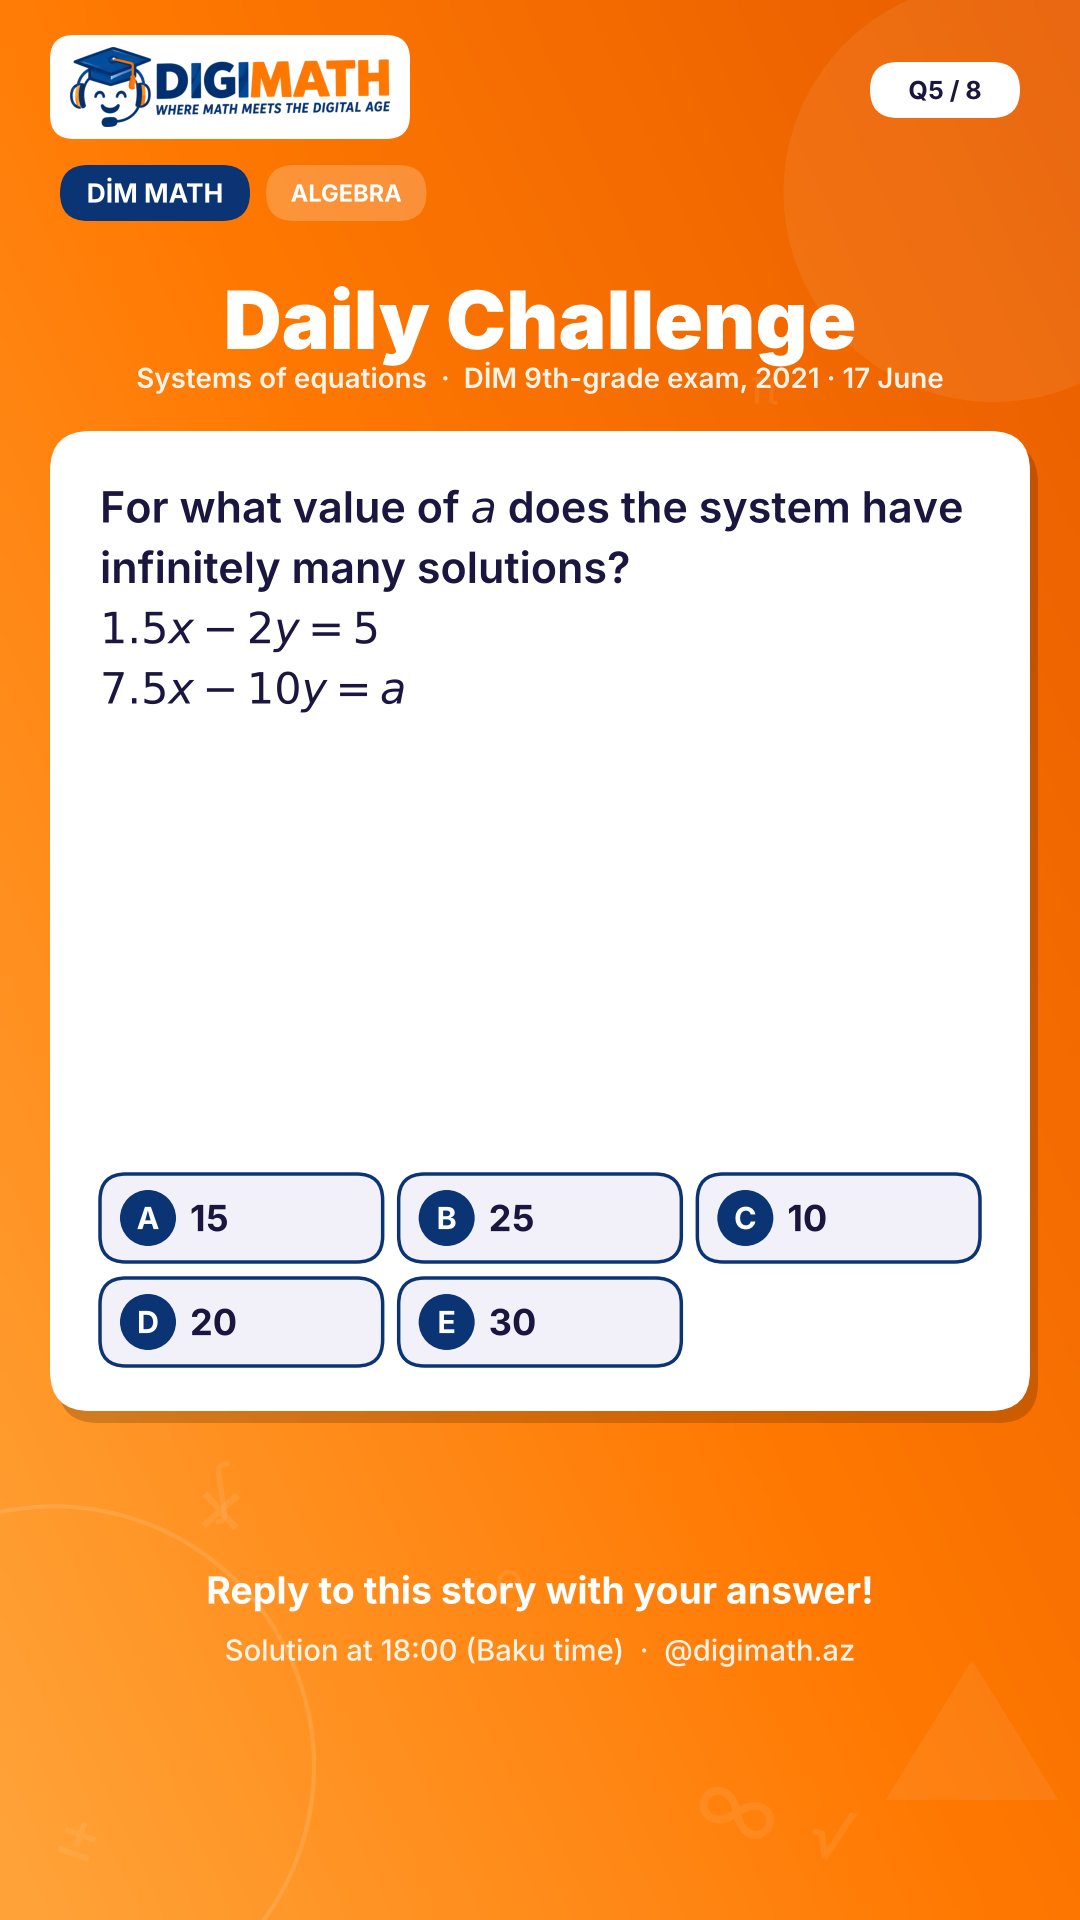 DIGIMATH
WHERE MATH MEETS THE DIGITAL AGE
Q5 / 8
DİM MATH
ALGEBRA
Daily Challenge
Systems of equations · DİM 9th-grade exam, 2021 · 17 June
For what value of a does the system have
infinitely many solutions?
1.5x − 2y = 5
7.5x − 10y = a
A 15
B 25
C 10
D 20
E 30
Reply to this story with your answer!
Solution at 18:00 (Baku time) · @digimath.az